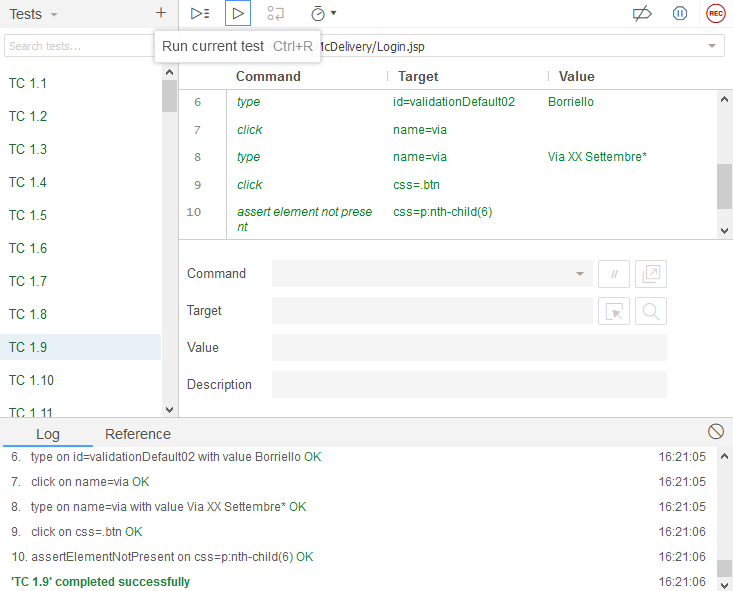 Tests
REC
Search tests...
Run current test Ctrl+R
McDelivery/Login.jsp
Command Target Value
TC 1.1
TC 1.2
TC 1.3
TC 1.4
TC 1.5
TC 1.6
TC 1.7
TC 1.8
TC 1.9
TC 1.10
TC 1.11
6 type id=validationDefault02 Borriello
7 click name=via
8 type name=via Via XX Settembre*
9 click css=.btn
10 assert element not prese
nt css=p:nth-child(6)
Command //
Target
Value
Description
Log Reference
6. type on id=validationDefault02 with value Borriello OK 16:21:05
7. click on name=via OK 16:21:05
8. type on name=via with value Via XX Settembre* OK 16:21:05
9. click on css=.btn OK 16:21:06
10. assertElementNotPresent on css=p:nth-child(6) OK 16:21:06
'TC 1.9' completed successfully 16:21:06